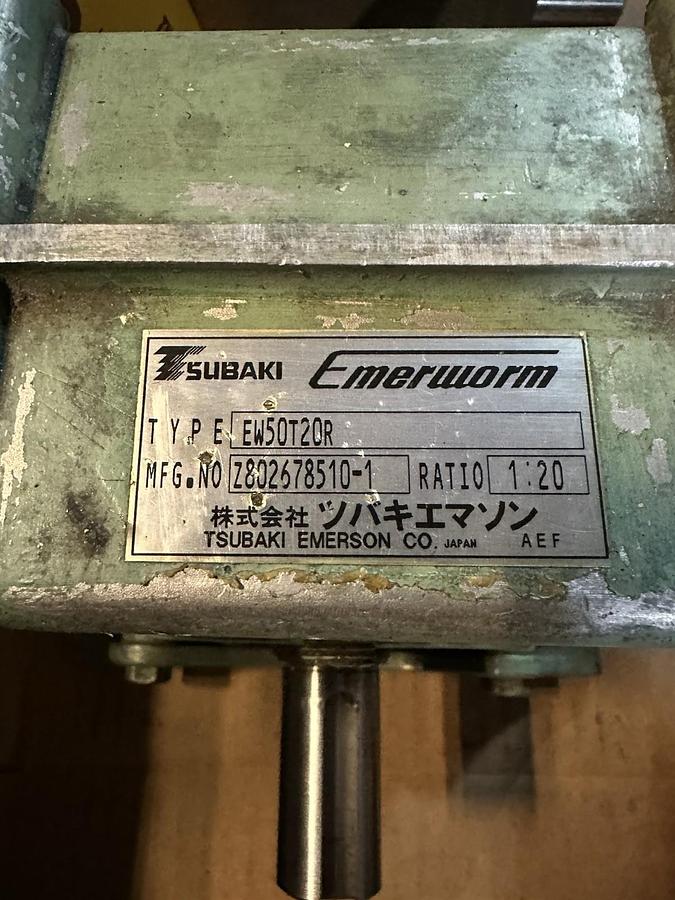 TSUBAKI Emerworm
TYPE EW50T20R
MFG.NO Z802678510-1 RATIO 1:20
株式会社 ツバキエマソン
TSUBAKI EMERSON CO. JAPAN AEF